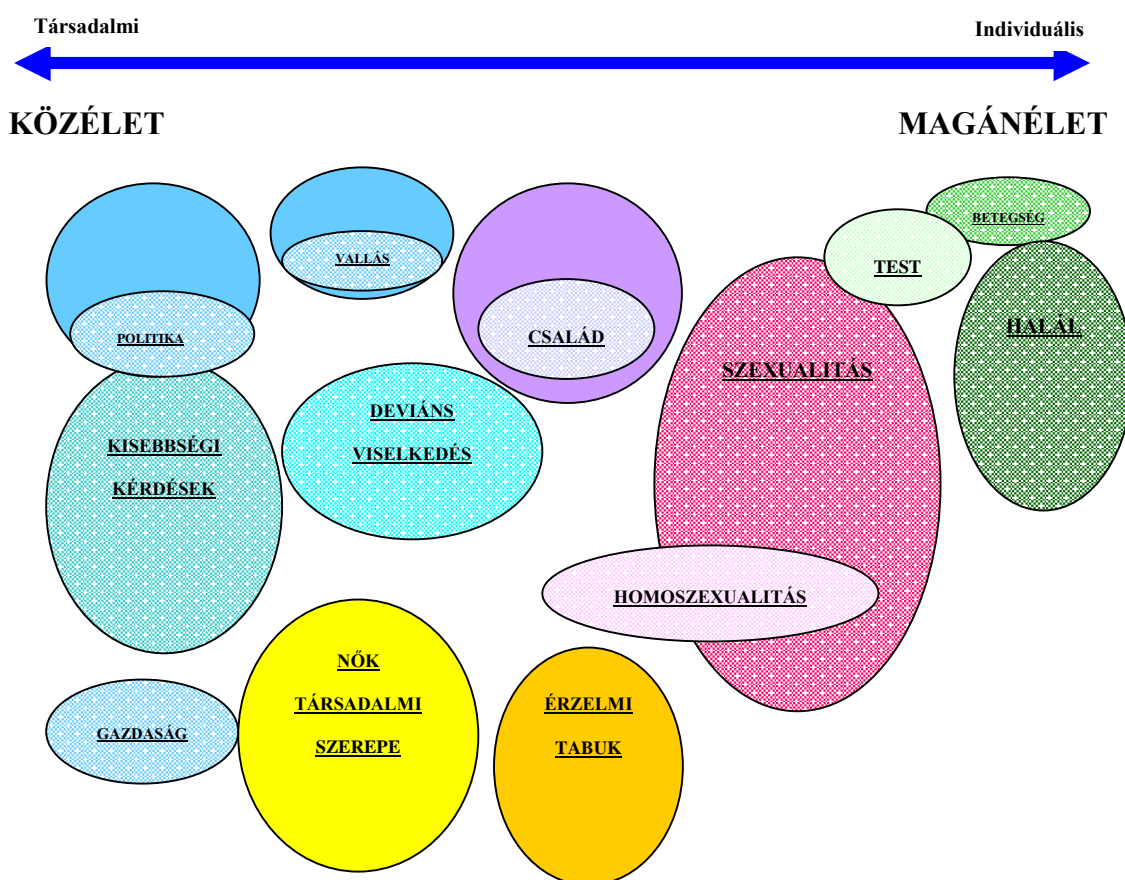 Társadalmi
Individuális
KÖZÉLET
MAGÁNÉLET
BETEGSÉG
VALLÁS
TEST
POLITIKA
CSALÁD
HALÁL
SZEXUALITÁS
DEVIÁNS
VISELKEDÉS
KISEBBSÉGI
KÉRDÉSEK
HOMOSZEXUALITÁS
NŐK
TÁRSADALMI
SZEREPE
ÉRZELMI
TABUK
GAZDASÁG